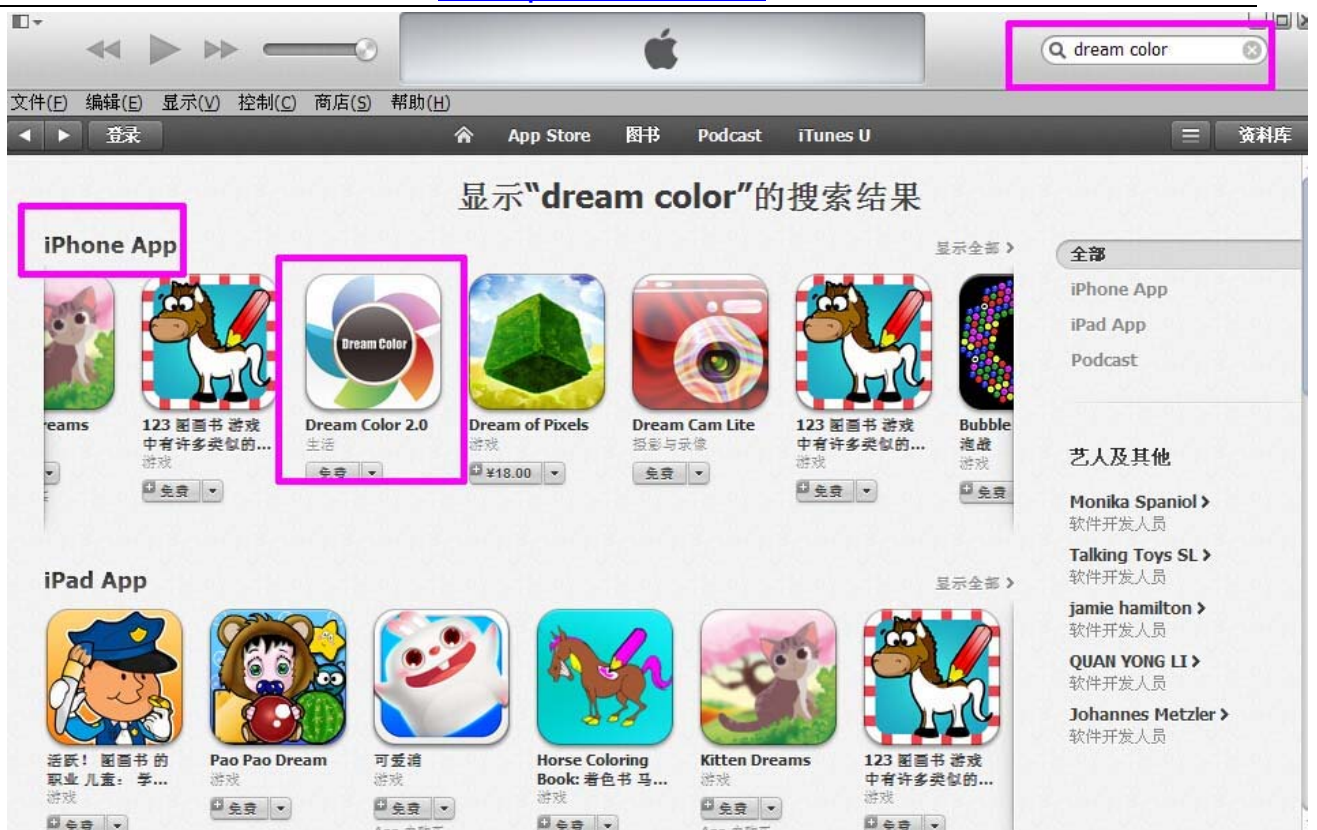 dream color
文件(F) 编辑(E) 显示(V) 控制(C) 商店(S) 帮助(H)
登录 App Store 图书 Podcast iTunes U 资料库
显示“dream color”的搜索结果
iPhone App 显示全部
Dream Color
eams
123 图画书 游戏
中有许多类似的...
游戏
免费
Dream Color 2.0
生活
免费
Dream of Pixels
游戏
¥18.00
Dream Cam Lite
摄影与录像
免费
123 图画书 游戏
中有许多类似的...
游戏
免费
Bubble
泡战
游戏
免费
全部
iPhone App
iPad App
Podcast
艺人及其他
Monika Spaniol
软件开发人员
Talking Toys SL
软件开发人员
jamie hamilton
软件开发人员
QUAN YONG LI
软件开发人员
Johannes Metzler
软件开发人员
iPad App 显示全部
活跃！图画书 的
职业 儿童： 学...
游戏
免费
Pao Pao Dream
游戏
免费
可爱消
游戏
免费
Horse Coloring
Book: 着色书 马...
游戏
免费
Kitten Dreams
游戏
免费
123 图画书 游戏
中有许多类似的...
游戏
免费